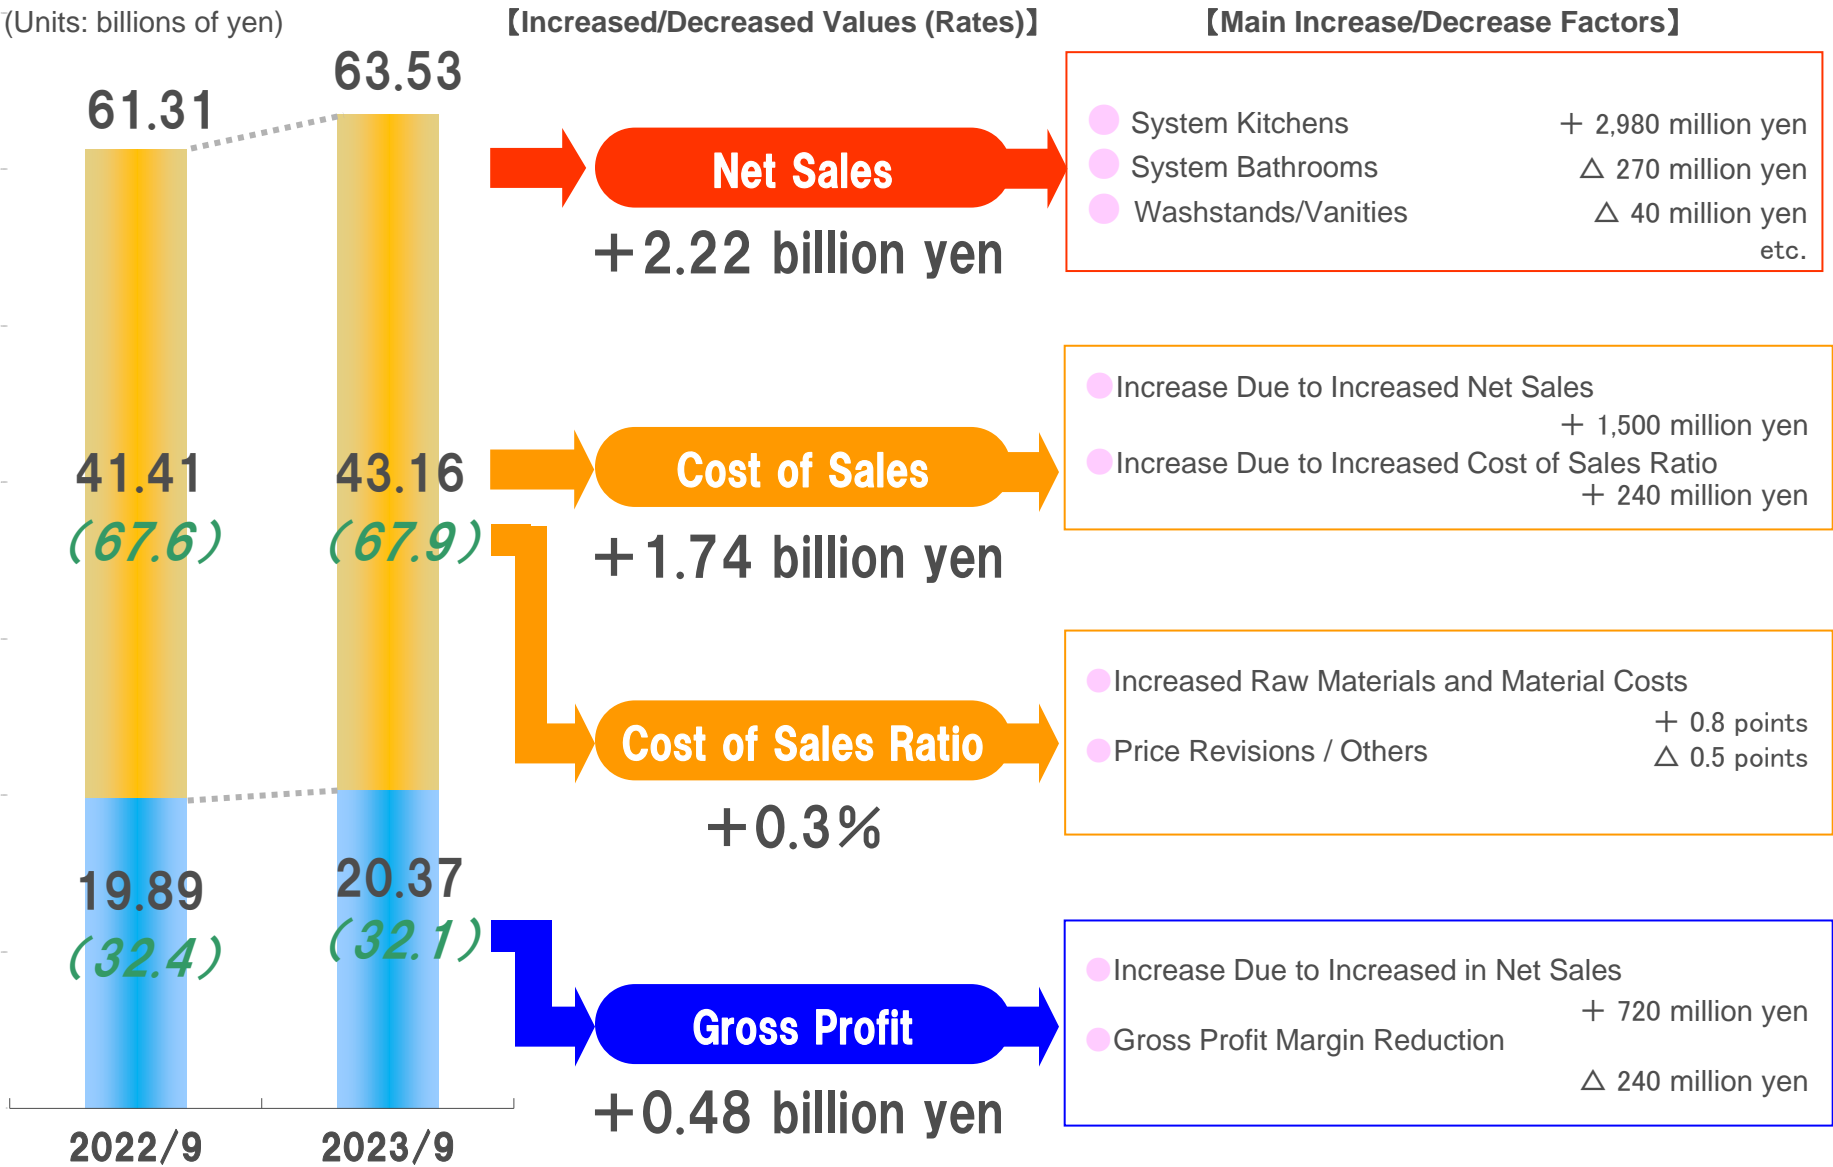 (Units: billions of yen)
【Increased/Decreased Values (Rates)】
【Main Increase/Decrease Factors】
61.31
63.53
41.41
(67.6)
43.16
(67.9)
19.89
(32.4)
20.37
(32.1)
2022/9
2023/9
Net Sales
+2.22 billion yen
System Kitchens + 2,980 million yen
System Bathrooms △ 270 million yen
Washstands/Vanities △ 40 million yen
etc.
Cost of Sales
+1.74 billion yen
Increase Due to Increased Net Sales
+ 1,500 million yen
Increase Due to Increased Cost of Sales Ratio
+ 240 million yen
Cost of Sales Ratio
+0.3%
Increased Raw Materials and Material Costs
+ 0.8 points
Price Revisions / Others △ 0.5 points
Gross Profit
+0.48 billion yen
Increase Due to Increased in Net Sales
+ 720 million yen
Gross Profit Margin Reduction
△ 240 million yen